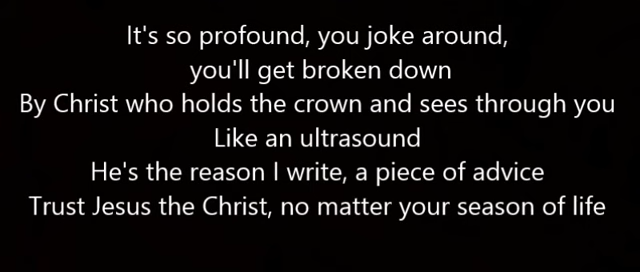 It's so profound, you joke around,
you'll get broken down
By Christ who holds the crown and sees through you
Like an ultrasound
He's the reason I write, a piece of advice
Trust Jesus the Christ, no matter your season of life